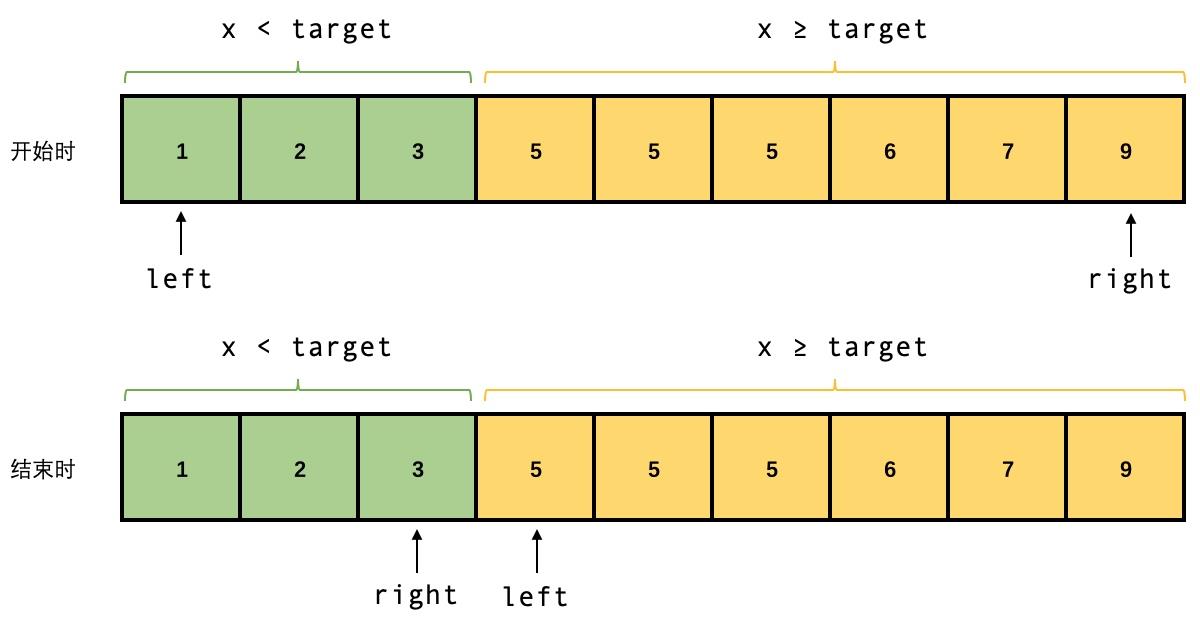 x < target x ≥ target
开始时 1 2 3 5 5 5 6 7 9
left right
x < target x ≥ target
结束时 1 2 3 5 5 5 6 7 9
right left